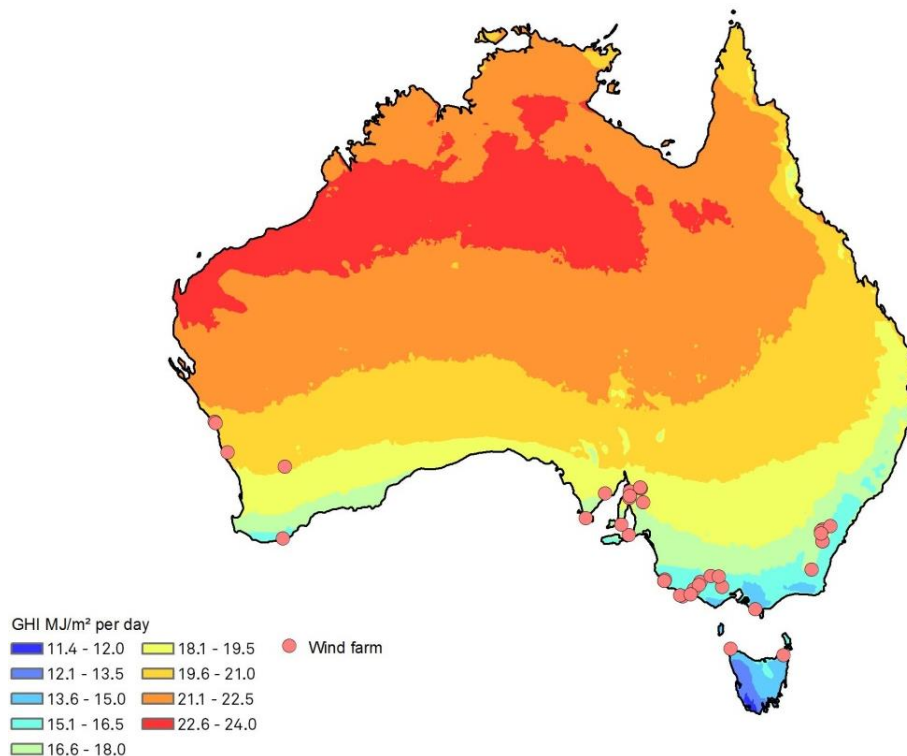 GHI MJ/m² per day
11.4 - 12.0
12.1 - 13.5
13.6 - 15.0
15.1 - 16.5
16.6 - 18.0
18.1 - 19.5
19.6 - 21.0
21.1 - 22.5
22.6 - 24.0
Wind farm